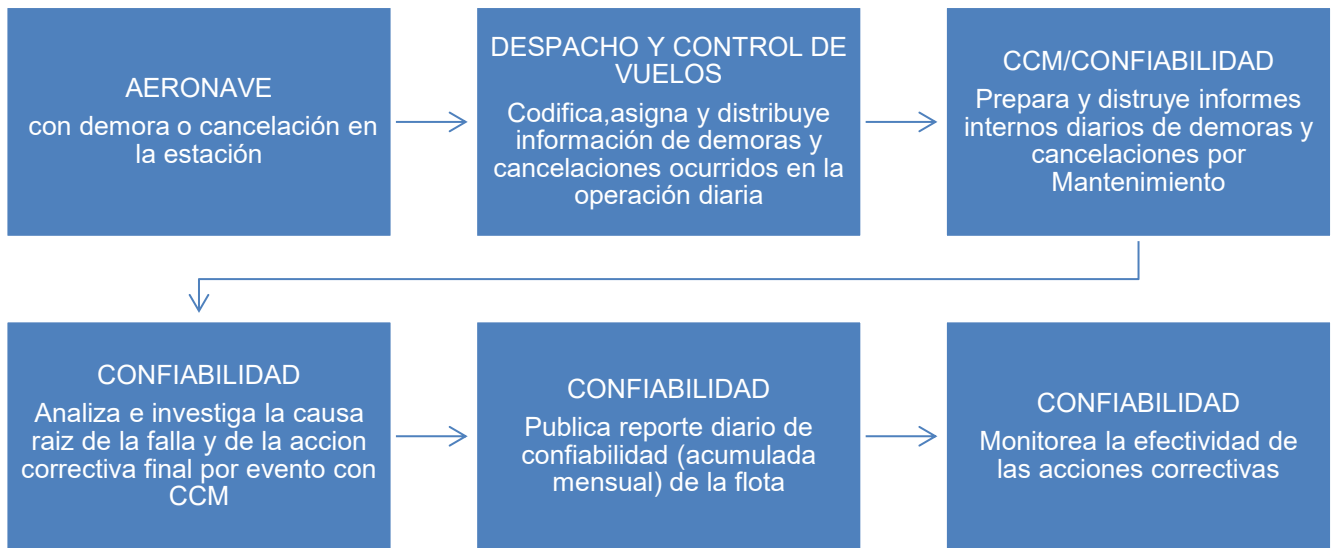 AERONAVE
con demora o cancelación en
la estación
DESPACHO Y CONTROL DE
VUELOS
Codifica,asigna y distribuye
información de demoras y
cancelaciones ocurridos en la
operación diaria
CCM/CONFIABILIDAD
Prepara y distruye informes
internos diarios de demoras y
cancelaciones por
Mantenimiento
CONFIABILIDAD
Analiza e investiga la causa
raiz de la falla y de la accion
correctiva final por evento con
CCM
CONFIABILIDAD
Publica reporte diario de
confiabilidad (acumulada
mensual) de la flota
CONFIABILIDAD
Monitorea la efectividad de
las acciones correctivas